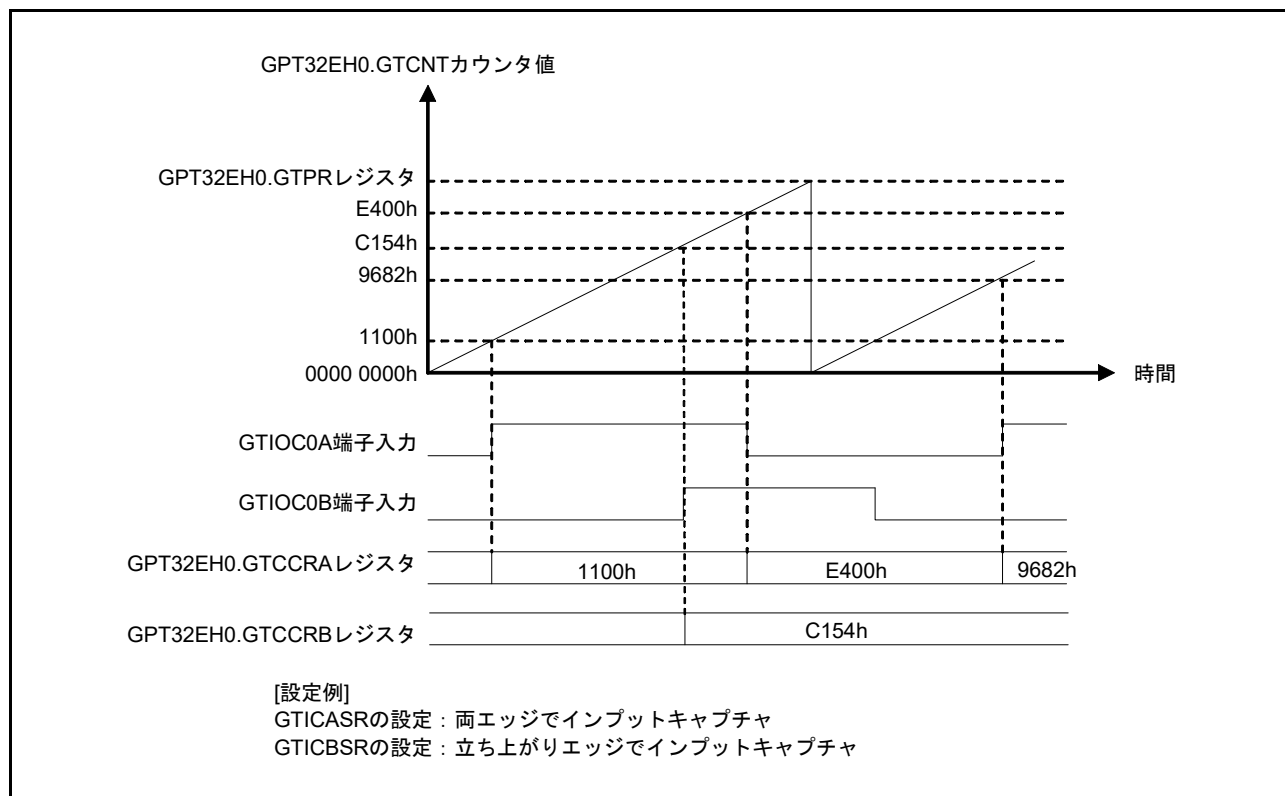 GPT32EH0.GTCNTカウンタ値
GPT32EH0.GTPRレジスタ
E400h
C154h
9682h
1100h
0000 0000h
時間
GTIOC0A端子入力
GTIOC0B端子入力
GPT32EH0.GTCCRAレジスタ
1100h
E400h
9682h
GPT32EH0.GTCCRBレジスタ
C154h
[設定例]
GTICASRの設定：両エッジでインプットキャプチャ
GTICBSRの設定：立ち上がりエッジでインプットキャプチャ